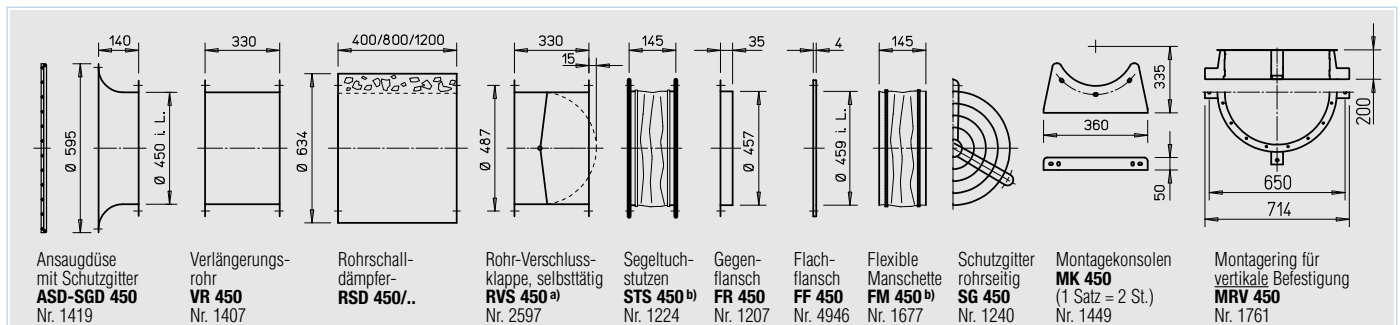 140
Ø 595
Ø 450 i. L.
330
400/800/1200
Ø 634
330
15
Ø 487
145
35
Ø 457
4
Ø 459 i. L.
145
335
360
50
200
650
714
Ansaugdüse
mit Schutzgitter
ASD-SGD 450
Nr. 1419
Verlängerungs-
rohr
VR 450
Nr. 1407
Rohrschall-
dämpfer-
RSD 450/..
Rohr-Verschluss-
klappe, selbsttätig
RVS 450 a)
Nr. 2597
Segeltuch-
stutzen
STS 450 b)
Nr. 1224
Gegen-
flansch
FR 450
Nr. 1207
Flach-
flansch
FF 450
Nr. 4946
Flexible
Manschette
FM 450 b)
Nr. 1677
Schutzgitter
rohrseitig
SG 450
Nr. 1240
Montagekonsolen
MK 450
(1 Satz = 2 St.)
Nr. 1449
Montagering für
vertikale Befestigung
MRV 450
Nr. 1761